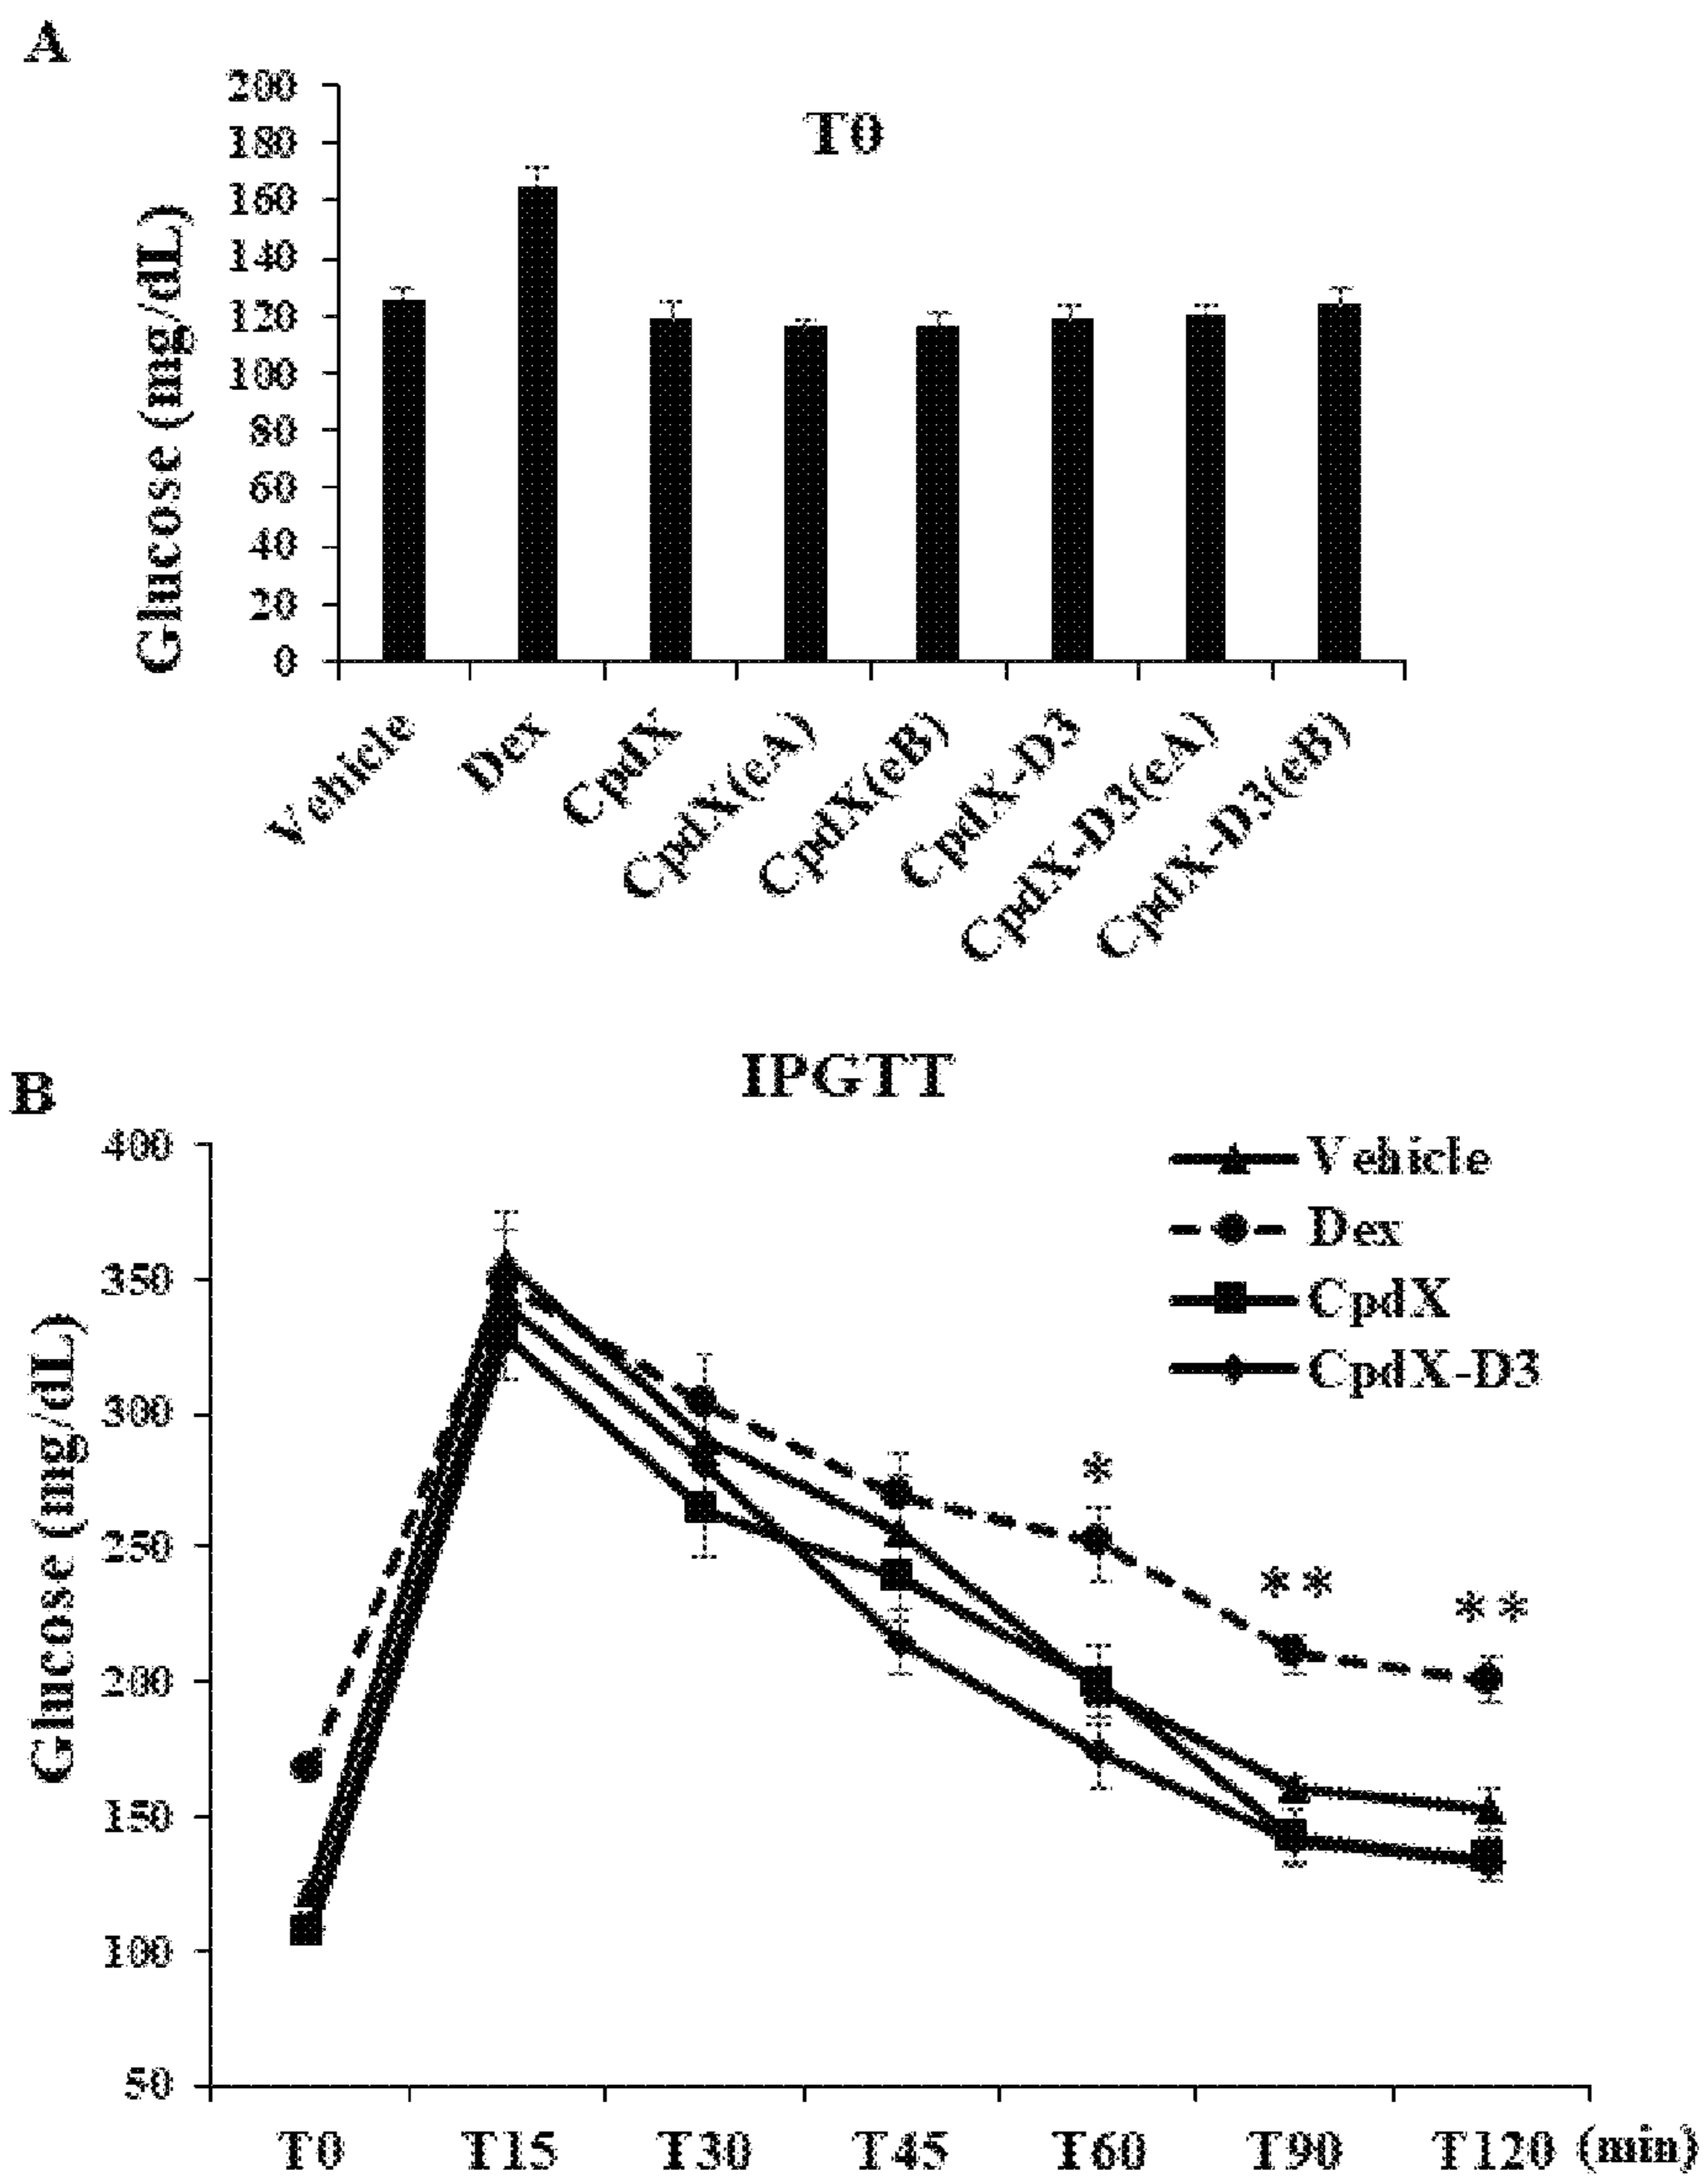 A
T0
Glucose (mg/dL)
200
180
160
140
120
100
80
60
40
20
0
Vehicle
Dex
CpdX
CpdX(eA)
CpdX(eB)
CpdX-D3
CpdX-D3(eA)
CpdX-D3(eB)
B
IPGTT
Glucose (mg/dL)
400
350
300
250
200
150
100
50
Vehicle
Dex
CpdX
CpdX-D3
*
**
**
T0 T15 T30 T45 T60 T90 T120 (min)